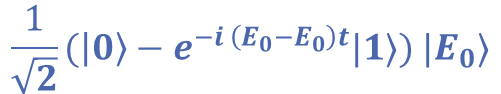 1/√2 (|0⟩ − e^{−i (E₀−E₀)t}|1⟩) |E₀⟩